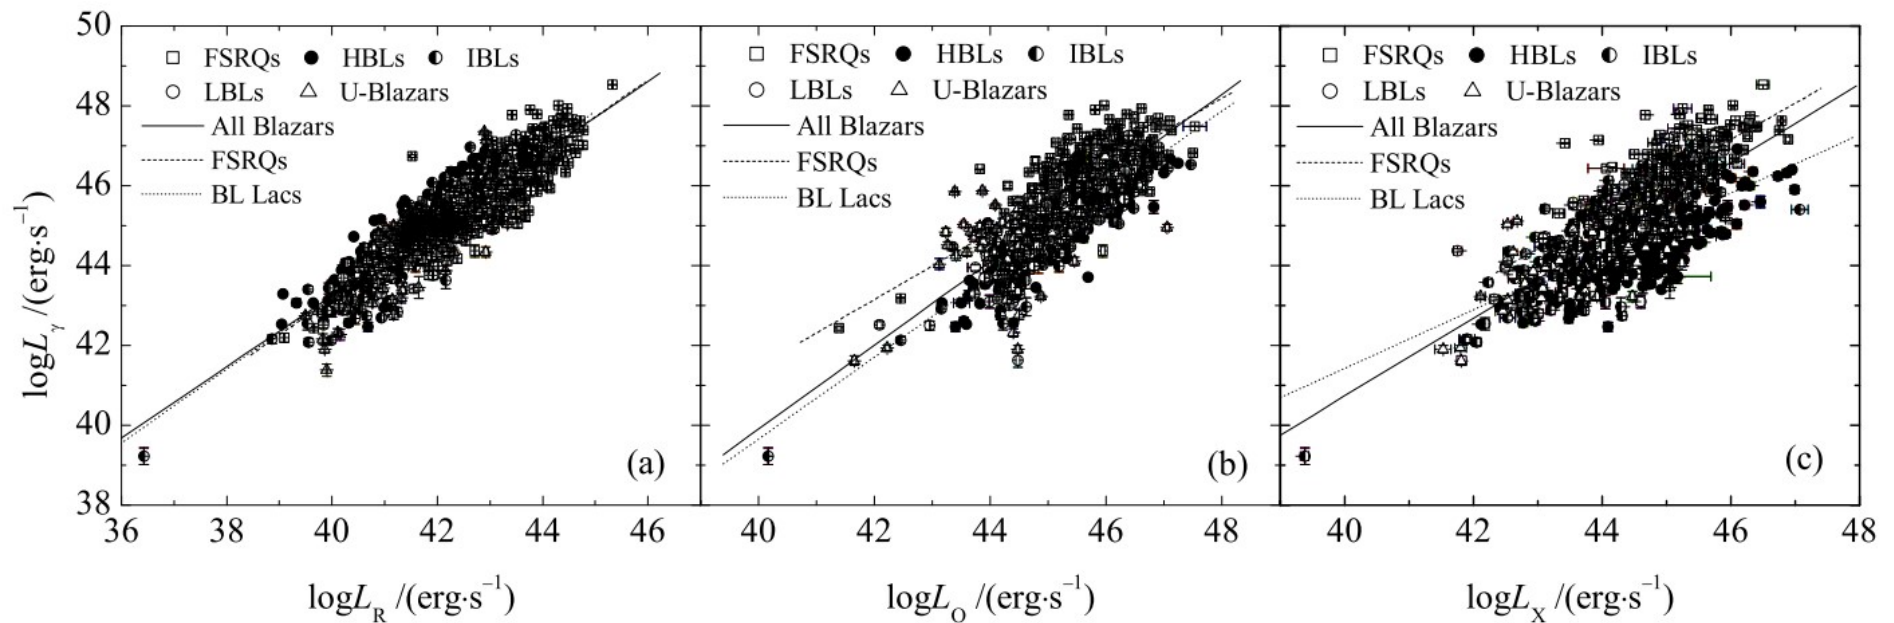 50
48
46
44
42
40
38
logLγ /(erg·s⁻¹)
FSRQs HBLs IBLs
LBLs U-Blazars
All Blazars
FSRQs
BL Lacs
(a)
36 38 40 42 44 46
logL_R /(erg·s⁻¹)
FSRQs HBLs IBLs
LBLs U-Blazars
All Blazars
FSRQs
BL Lacs
(b)
40 42 44 46 48
logL_O /(erg·s⁻¹)
FSRQs HBLs IBLs
LBLs U-Blazars
All Blazars
FSRQs
BL Lacs
(c)
40 42 44 46 48
logL_X /(erg·s⁻¹)